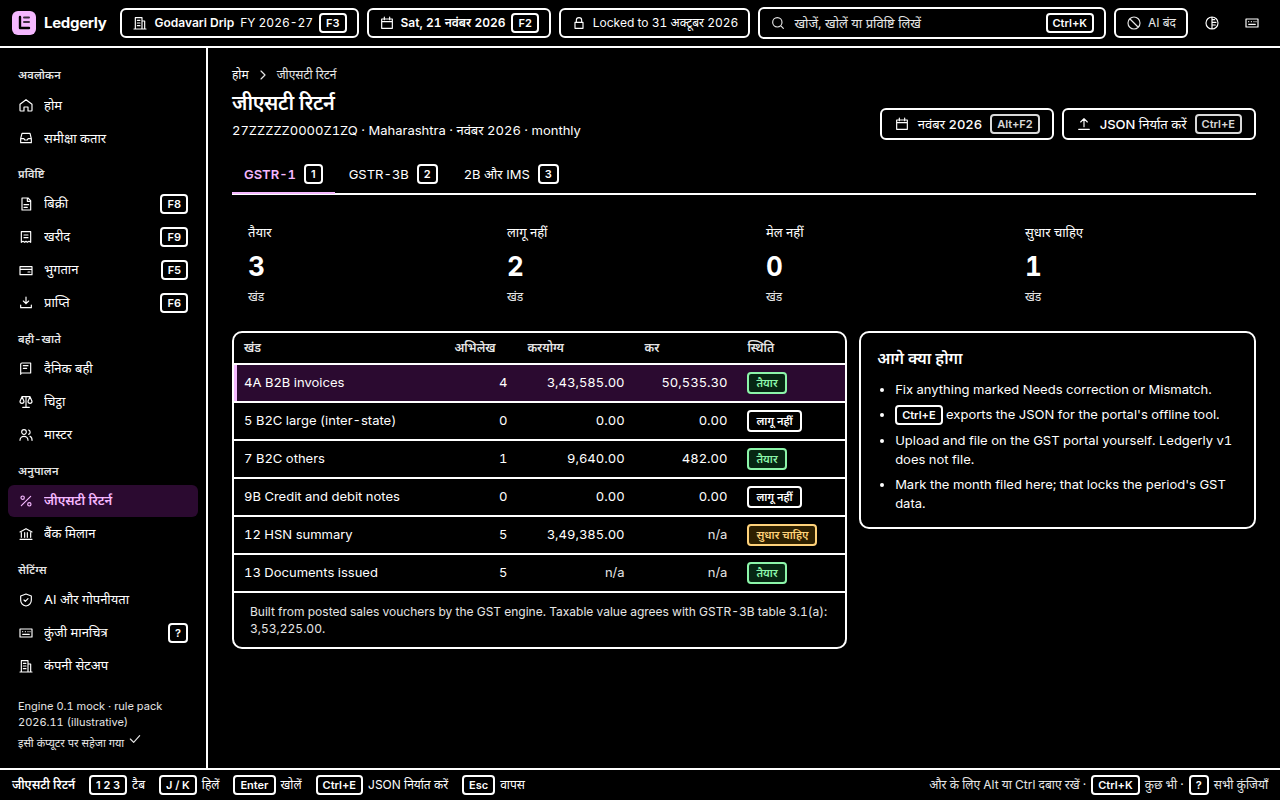 Ledgerly
Godavari Drip FY 2026-27 F3
Sat, 21 नवंबर 2026 F2
Locked to 31 अक्टूबर 2026
खोजें, खोलें या प्रविष्टि लिखें Ctrl+K
AI बंद
अवलोकन
होम
समीक्षा कतार
प्रविष्टि
बिक्री F8
खरीद F9
भुगतान F5
प्राप्ति F6
बही-खाते
दैनिक बही
चिट्ठा
मास्टर
अनुपालन
जीएसटी रिटर्न
बैंक मिलान
सेटिंग्स
AI और गोपनीयता
कुंजी मानचित्र ?
कंपनी सेटअप
Engine 0.1 mock · rule pack
2026.11 (illustrative)
इसी कंप्यूटर पर सहेजा गया
होम जीएसटी रिटर्न
जीएसटी रिटर्न
27ZZZZZ0000Z1ZQ · Maharashtra · नवंबर 2026 · monthly
नवंबर 2026 Alt+F2
JSON निर्यात करें Ctrl+E
GSTR-1 1 GSTR-3B 2 2B और IMS 3
तैयार लागू नहीं मेल नहीं सुधार चाहिए
3 2 0 1
खंड खंड खंड खंड
खंड अभिलेख करयोग्य कर स्थिति
4A B2B invoices 4 3,43,585.00 50,535.30 तैयार
5 B2C large (inter-state) 0 0.00 0.00 लागू नहीं
7 B2C others 1 9,640.00 482.00 तैयार
9B Credit and debit notes 0 0.00 0.00 लागू नहीं
12 HSN summary 5 3,49,385.00 n/a सुधार चाहिए
13 Documents issued 5 n/a n/a तैयार
Built from posted sales vouchers by the GST engine. Taxable value agrees with GSTR-3B table 3.1(a):
3,53,225.00.
आगे क्या होगा
• Fix anything marked Needs correction or Mismatch.
• Ctrl+E exports the JSON for the portal's offline tool.
• Upload and file on the GST portal yourself. Ledgerly v1
does not file.
• Mark the month filed here; that locks the period's GST
data.
जीएसटी रिटर्न 1 2 3 टैब J / K हिलें Enter खोलें Ctrl+E JSON निर्यात करें Esc वापस
और के लिए Alt या Ctrl दबाए रखें · Ctrl+K कुछ भी · ? सभी कुंजियाँ